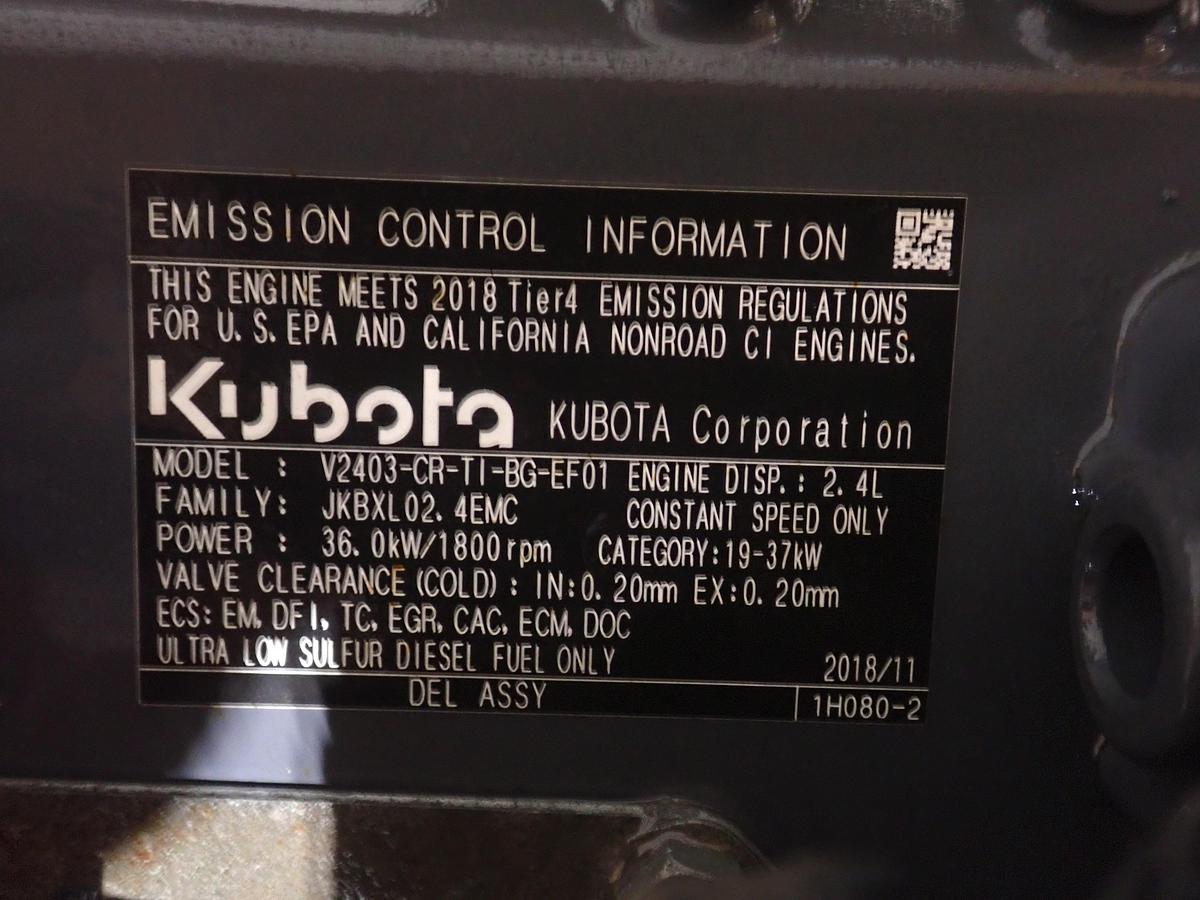 EMISSION CONTROL INFORMATION
THIS ENGINE MEETS 2018 Tier4 EMISSION REGULATIONS
FOR U.S.EPA AND CALIFORNIA NONROAD CI ENGINES.
Kubota KUBOTA Corporation
MODEL : V2403-CR-TI-BG-EF01 ENGINE DISP.: 2.4L
FAMILY: JKBXL02.4EMC CONSTANT SPEED ONLY
POWER : 36.0kW/1800rpm CATEGORY:19-37kW
VALVE CLEARANCE(COLD): IN:0.20mm EX:0.20mm
ECS: EM, DFI, TC, EGR, CAC, ECM, DOC
ULTRA LOW SULFUR DIESEL FUEL ONLY 2018/11
DEL ASSY 1H080-2